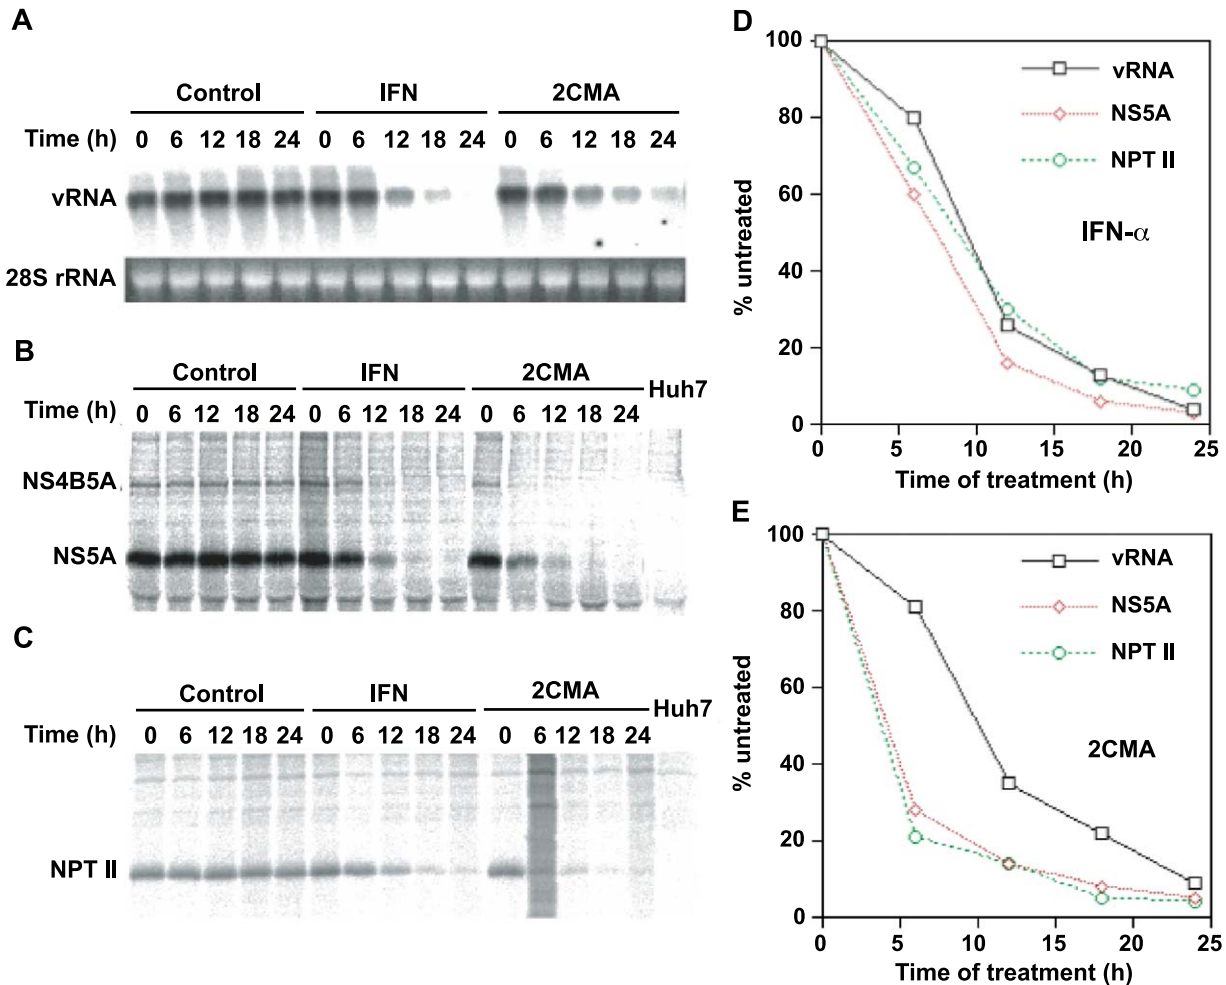 A
Control IFN 2CMA
Time (h) 0 6 12 18 24 0 6 12 18 24 0 6 12 18 24
vRNA
28S rRNA
B
Control IFN 2CMA Huh7
Time (h) 0 6 12 18 24 0 6 12 18 24 0 6 12 18 24
NS4B5A
NS5A
C
Control IFN 2CMA Huh7
Time (h) 0 6 12 18 24 0 6 12 18 24 0 6 12 18 24
NPT II
D
100
80
60
40
20
0
% untreated
vRNA
NS5A
NPT II
IFN-α
0 5 10 15 20 25
Time of treatment (h)
E
100
80
60
40
20
0
% untreated
vRNA
NS5A
NPT II
2CMA
0 5 10 15 20 25
Time of treatment (h)